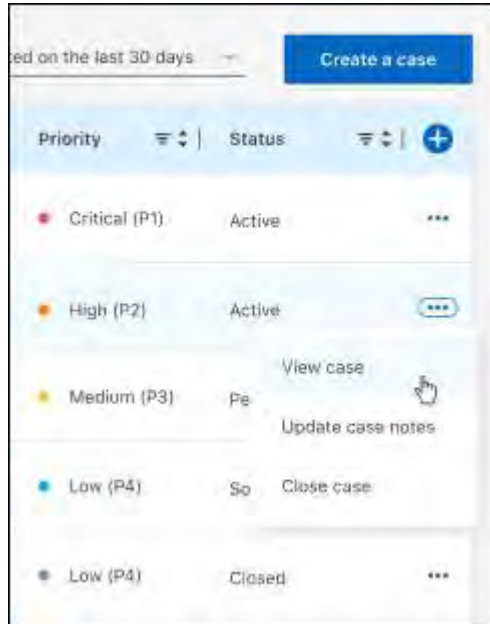 ed on the last 30 days
Create a case
Priority Status
Critical (P1) Active
High (P2) Active
View case
Medium (P3) Pe
Update case notes
Low (P4) So Close case
Low (P4) Closed